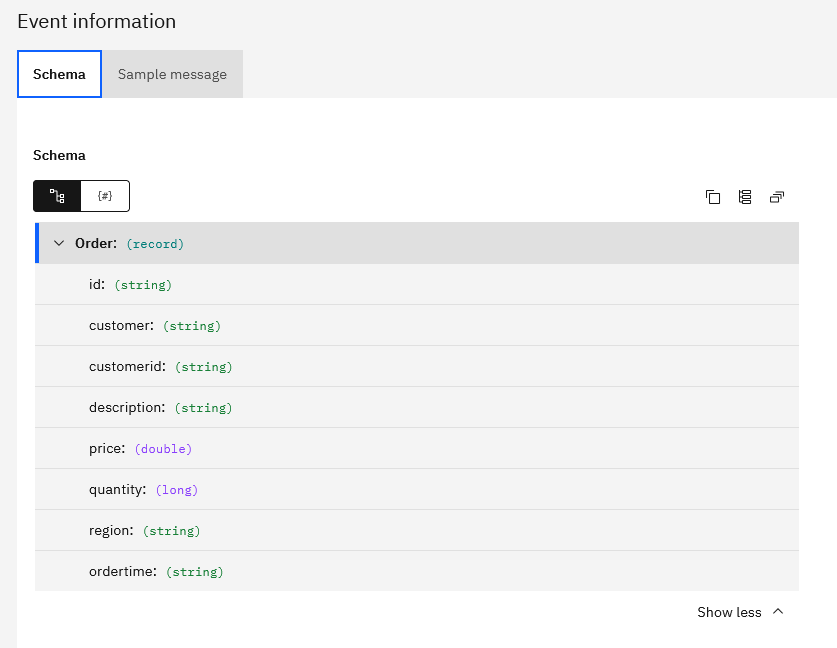 Event information
Schema
Sample message
Schema
{#}
Order: (record)
id: (string)
customer: (string)
customerid: (string)
description: (string)
price: (double)
quantity: (long)
region: (string)
ordertime: (string)
Show less